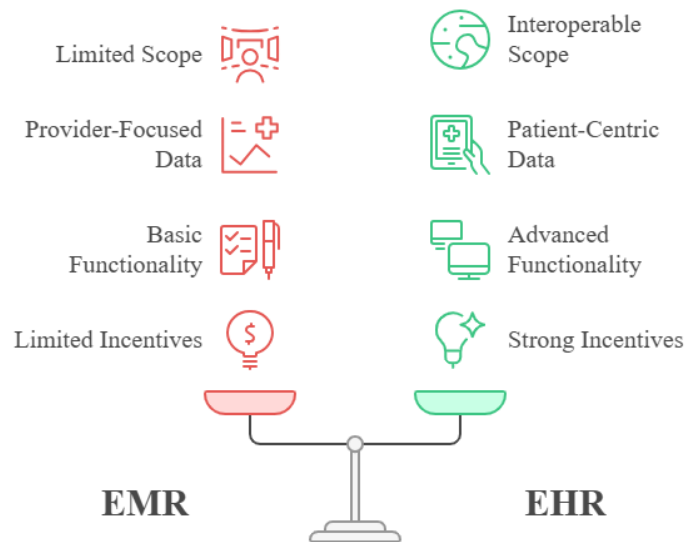 Limited Scope
Interoperable
Scope
Provider-Focused
Data
Patient-Centric
Data
Basic
Functionality
Advanced
Functionality
Limited Incentives
$
Strong Incentives
EMR
EHR